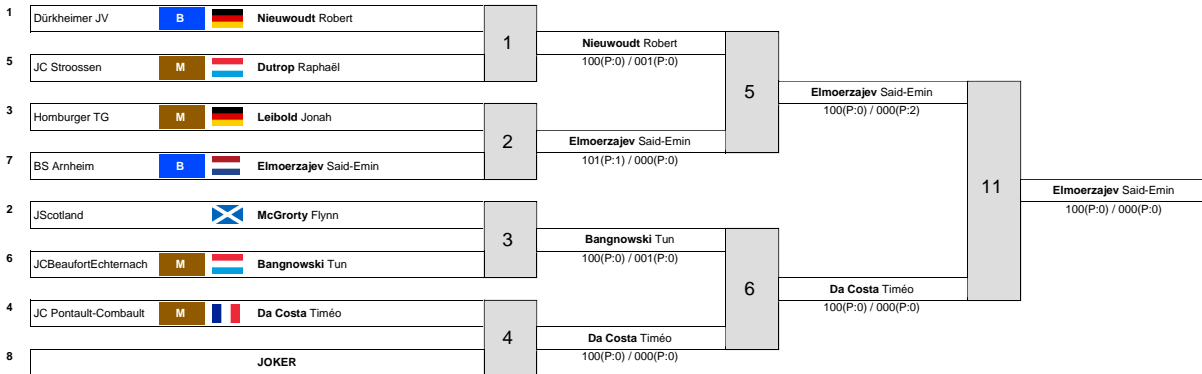 1 Dürkheimer JV B Nieuwoudt Robert
5 JC Stroossen M Dutrop Raphaël
3 Homburger TG M Leibold Jonah
7 BS Arnheim B Elmoerzajev Said-Emin
2 JScotland McGrorty Flynn
6 JCBeaufortEchternach M Bangnowski Tun
4 JC Pontault-Combault M Da Costa Timéo
8 JOKER
1
2
3
4
Nieuwoudt Robert
100(P:0) / 001(P:0)
Elmoerzajev Said-Emin
101(P:1) / 000(P:0)
Bangnowski Tun
100(P:0) / 001(P:0)
Da Costa Timéo
100(P:0) / 000(P:0)
5
6
Elmoerzajev Said-Emin
100(P:0) / 000(P:2)
Da Costa Timéo
100(P:0) / 000(P:0)
11
Elmoerzajev Said-Emin
100(P:0) / 000(P:0)